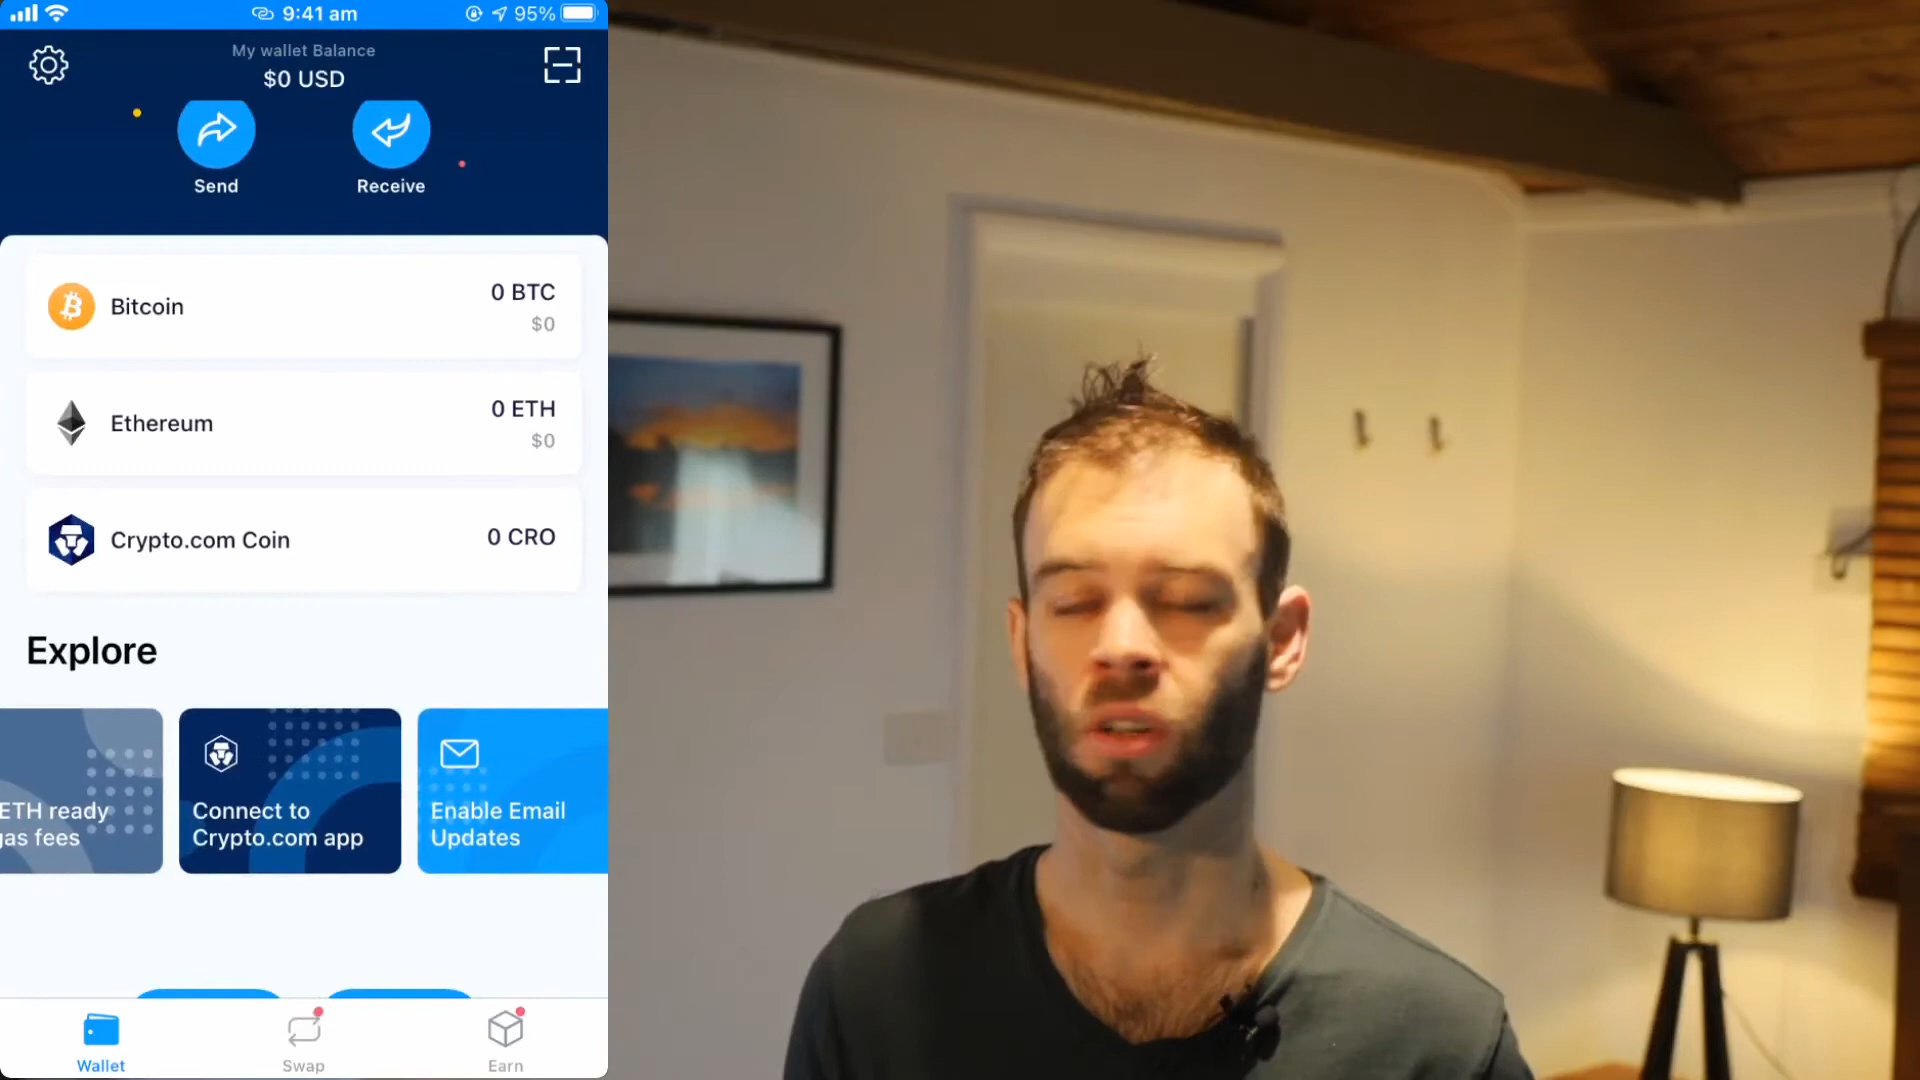 9:41 am
95%
My wallet Balance
$0 USD
Send
Receive
Bitcoin
0 BTC
$0
Ethereum
0 ETH
$0
Crypto.com Coin
0 CRO
Explore
ETH ready
gas fees
Connect to
Crypto.com app
Enable Email
Updates
Wallet
Swap
Earn